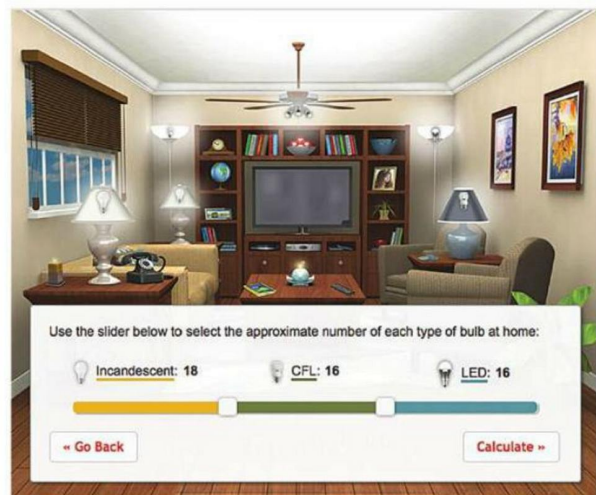 Use the slider below to select the approximate number of each type of bulb at home:
Incandescent: 18 CFL: 16 LED: 16
« Go Back Calculate »